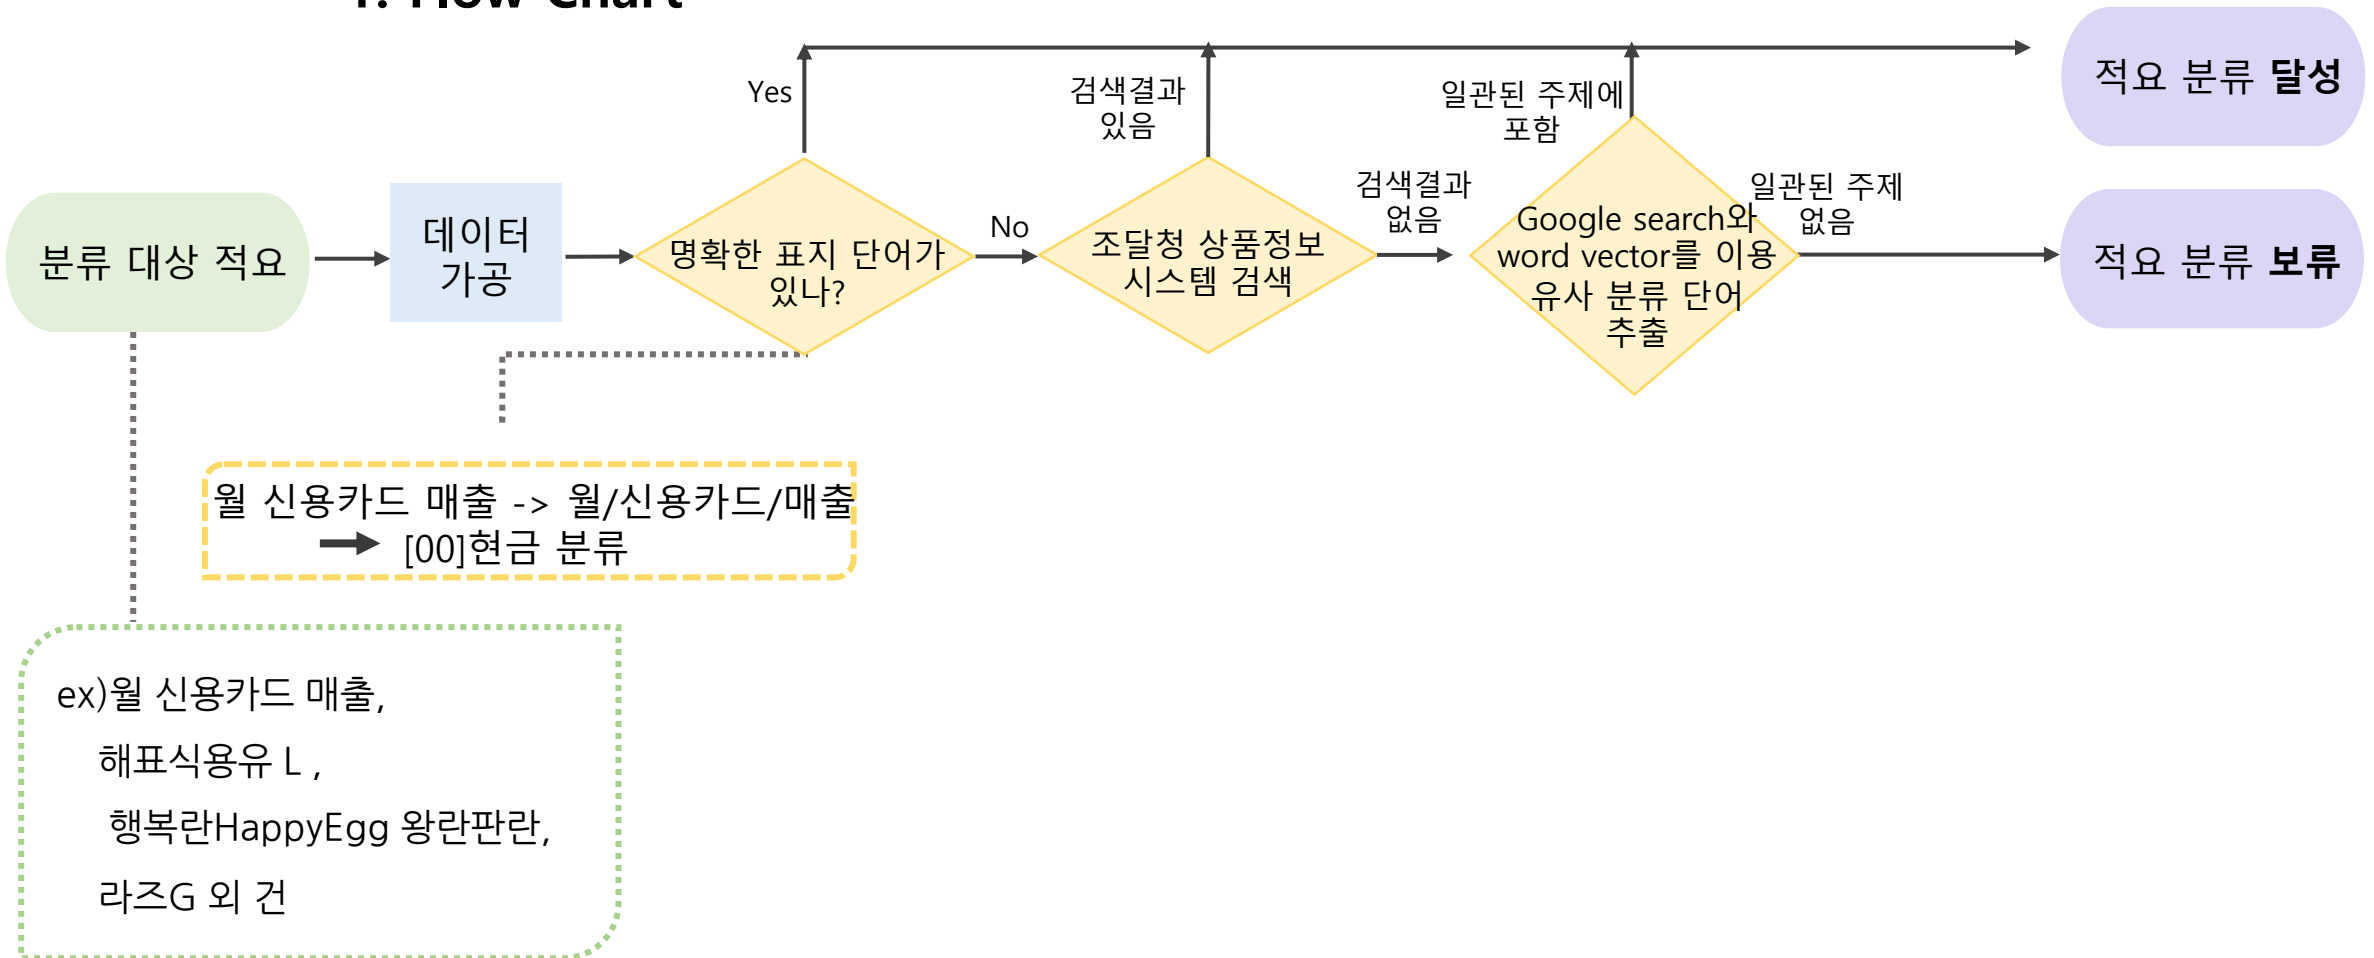 1. Flow Chart
Yes
검색결과
있음
일관된 주제에
포함
적요 분류 달성
분류 대상 적요
데이터
가공
명확한 표지 단어가
있나?
No
조달청 상품정보
시스템 검색
검색결과
없음
Google search와
word vector를 이용
유사 분류 단어
추출
일관된 주제
없음
적요 분류 보류
월 신용카드 매출 -> 월/신용카드/매출
[00]현금 분류
ex)월 신용카드 매출,
해표식용유 L ,
행복란HappyEgg 왕란판란,
라즈G 외 건